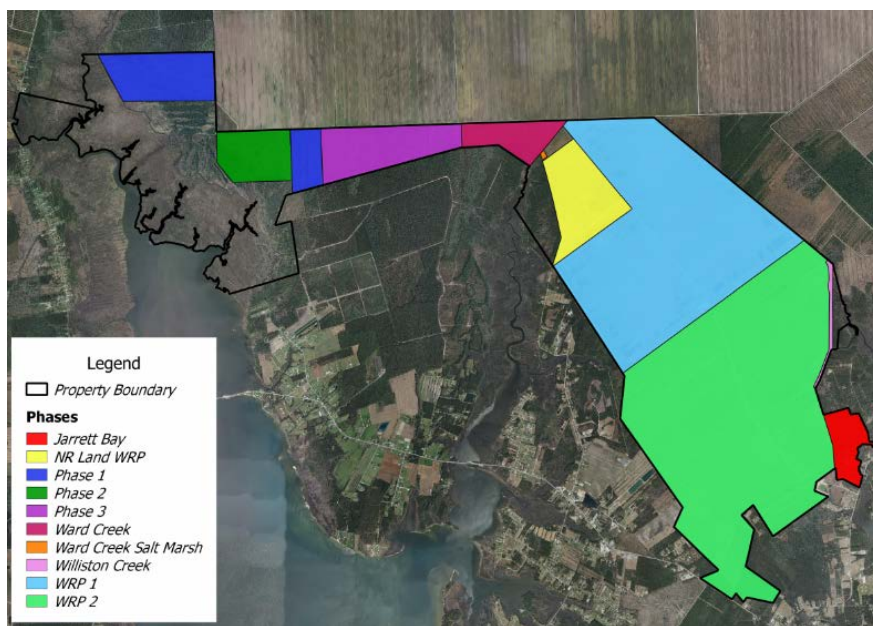 Legend
Property Boundary
Phases
Jarrett Bay
NR Land WRP
Phase 1
Phase 2
Phase 3
Ward Creek
Ward Creek Salt Marsh
Williston Creek
WRP 1
WRP 2